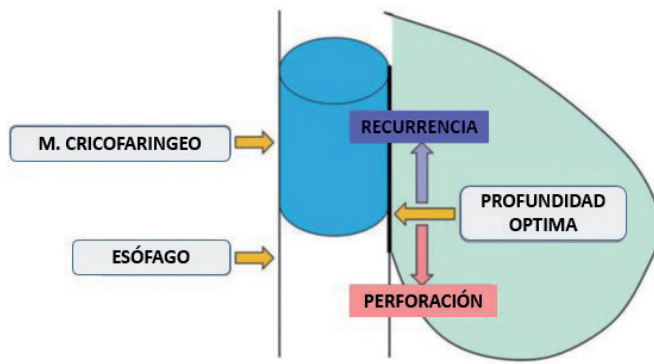 RECURRENCIA
M. CRICOFARINGEO
PROFUNDIDAD
OPTIMA
ESÓFAGO
PERFORACIÓN